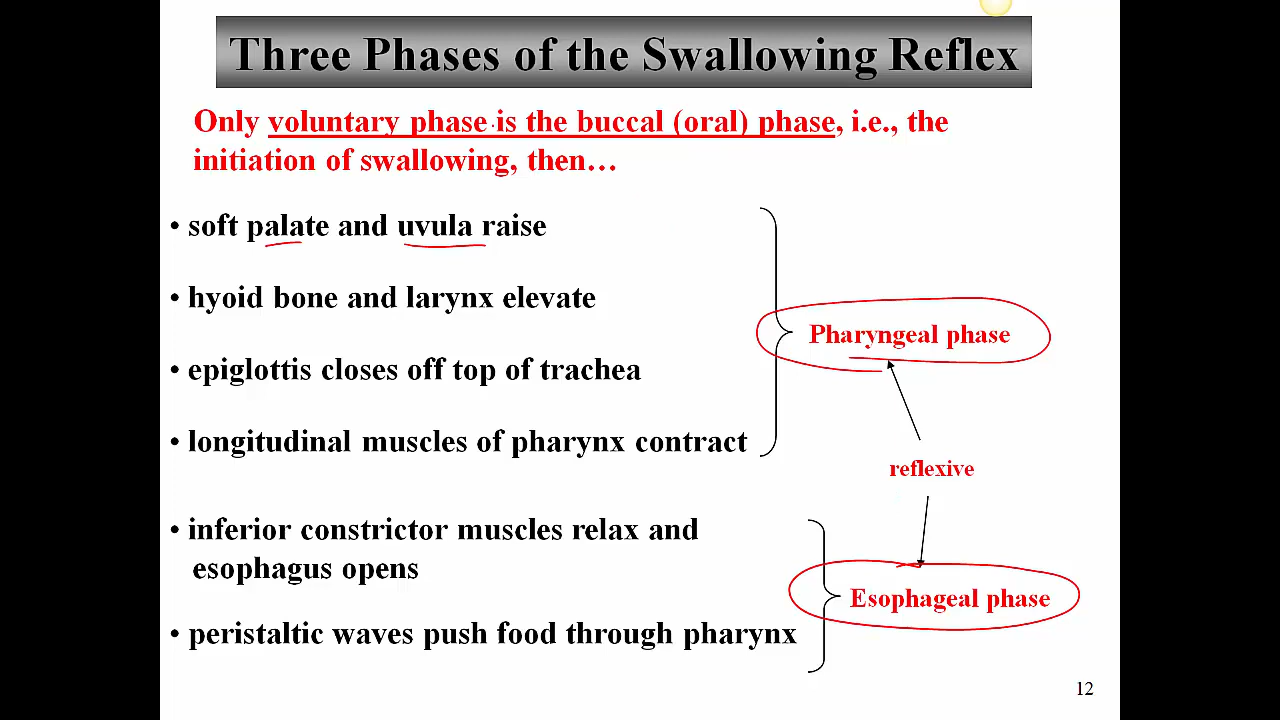 Three Phases of the Swallowing Reflex
Only voluntary phase is the buccal (oral) phase, i.e., the
initiation of swallowing, then…
• soft palate and uvula raise
• hyoid bone and larynx elevate
• epiglottis closes off top of trachea
• longitudinal muscles of pharynx contract
Pharyngeal phase
reflexive
• inferior constrictor muscles relax and
esophagus opens
• peristaltic waves push food through pharynx
Esophageal phase
12